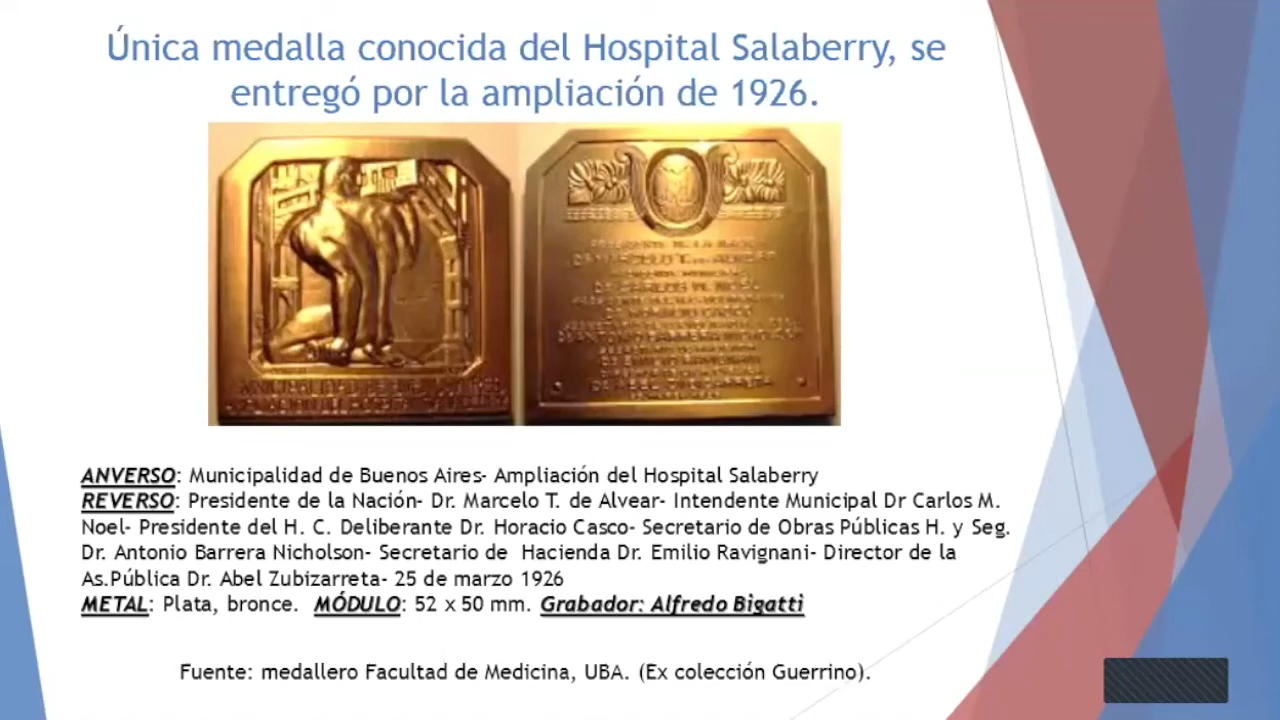 Única medalla conocida del Hospital Salaberry, se
entregó por la ampliación de 1926.
ANVERSO: Municipalidad de Buenos Aires- Ampliación del Hospital Salaberry
REVERSO: Presidente de la Nación- Dr. Marcelo T. de Alvear- Intendente Municipal Dr Carlos M.
Noel- Presidente del H. C. Deliberante Dr. Horacio Casco- Secretario de Obras Públicas H. y Seg.
Dr. Antonio Barrera Nicholson- Secretario de  Hacienda Dr. Emilio Ravignani- Director de la
As.Pública Dr. Abel Zubizarreta- 25 de marzo 1926
METAL: Plata, bronce.  MÓDULO: 52 x 50 mm. Grabador: Alfredo Bigatti
Fuente: medallero Facultad de Medicina, UBA. (Ex colección Guerrino).